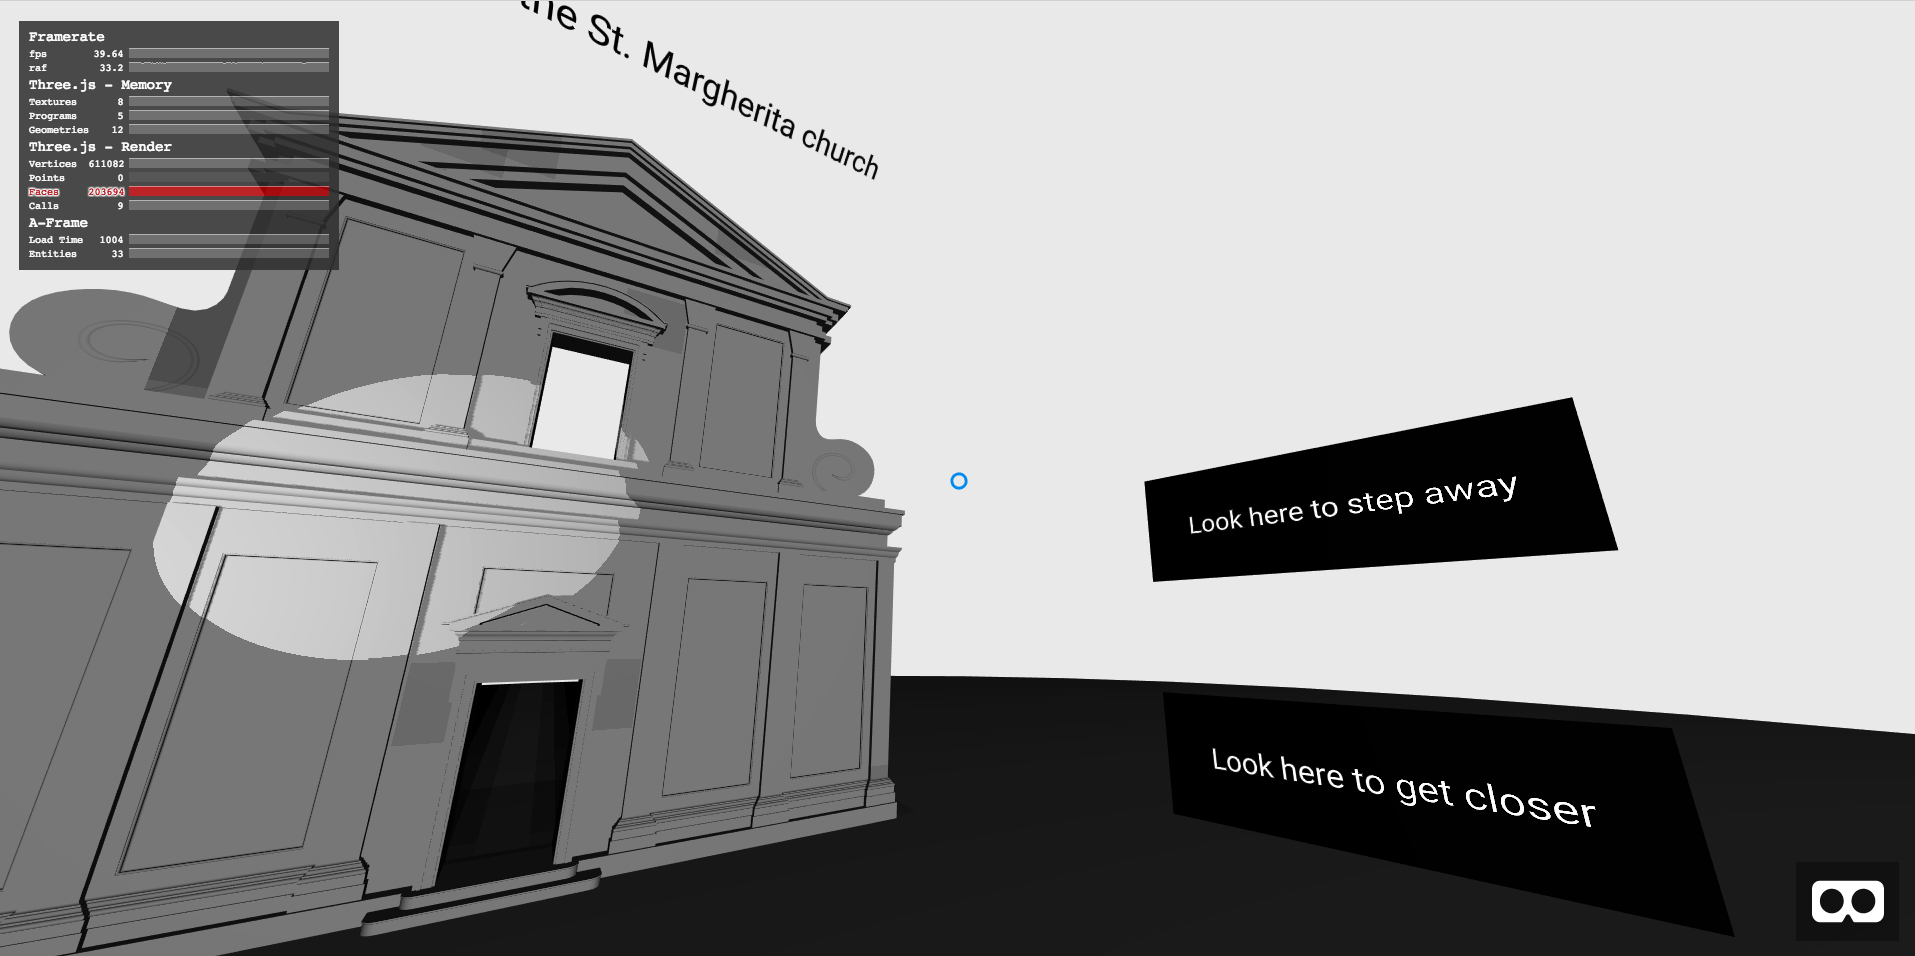 Framerate
fps 39.64
raf 33.2
Three.js - Memory
Textures 8
Programs 5
Geometries 12
Three.js - Render
Vertices 611082
Points 0
Faces 203694
Calls 9
A-Frame
Load Time 1004
Entities 33
the St. Margherita church
Look here to step away
Look here to get closer